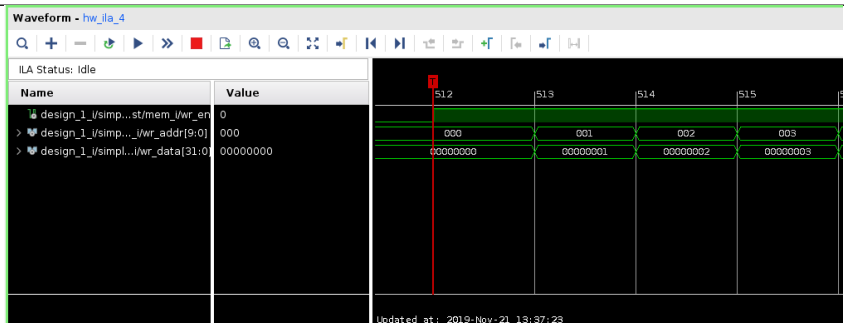 Waveform - hw_ila_4
ILA Status: Idle
Name Value
design_1_i/simp...st/mem_i/wr_en 0
design_1_i/simp..._i/wr_addr[9:0] 000
design_1_i/simpl...i/wr_data[31:0] 00000000
T
512 513 514 515
000 001 002 003
00000000 00000001 00000002 00000003
Updated at: 2019-Nov-21 13:37:23